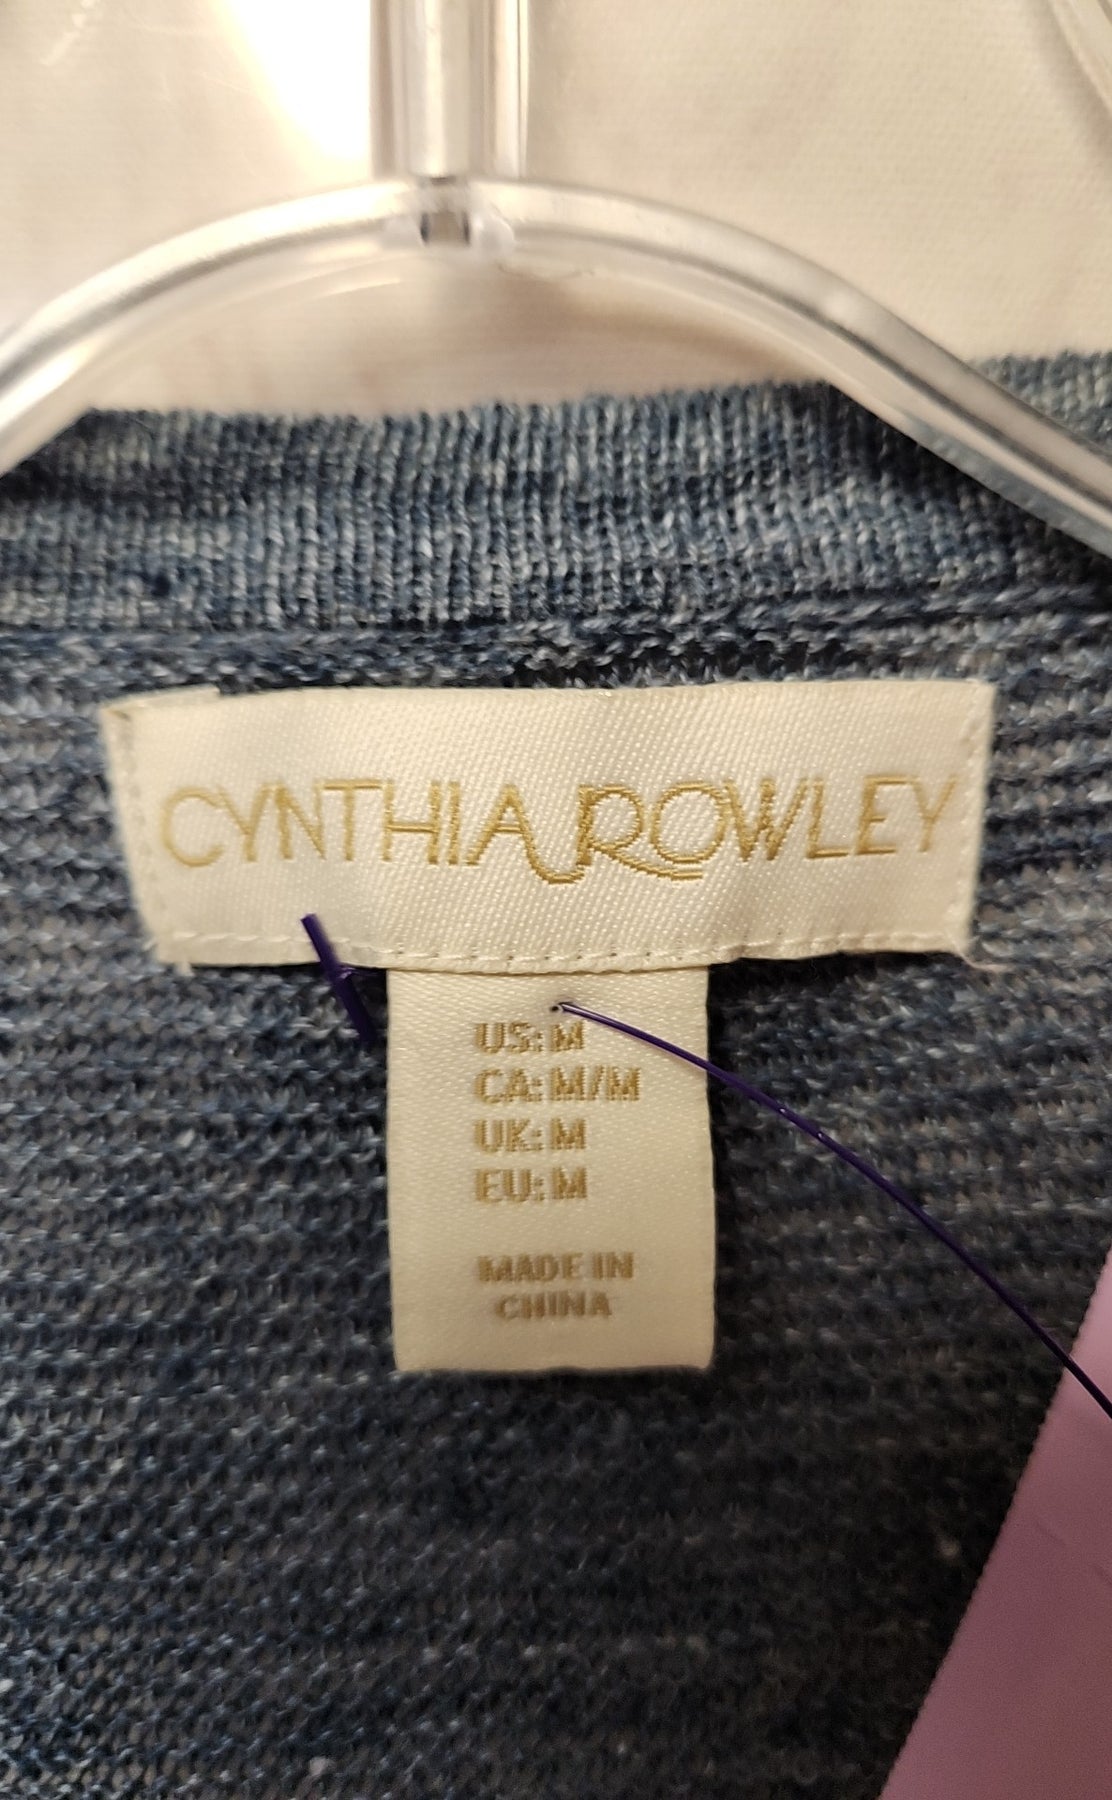 CYNTHIA ROWLEY
US: M
CA: M/M
UK: M
EU: M
MADE IN
CHINA